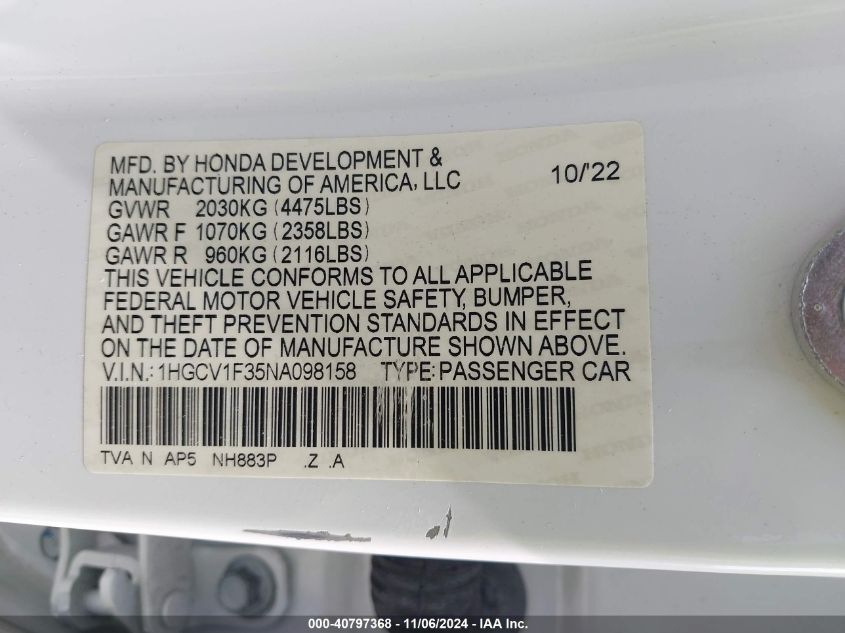 MFD. BY HONDA DEVELOPMENT &
MANUFACTURING OF AMERICA, LLC 10/'22
GVWR 2030KG (4475LBS)
GAWR F 1070KG (2358LBS)
GAWR R 960KG (2116LBS)
THIS VEHICLE CONFORMS TO ALL APPLICABLE
FEDERAL MOTOR VEHICLE SAFETY, BUMPER,
AND THEFT PREVENTION STANDARDS IN EFFECT
ON THE DATE OF MANUFACTURE SHOWN ABOVE.
V.I.N.: 1HGCV1F35NA098158 TYPE: PASSENGER CAR
TVA N AP5 NH883P .Z .A
000-40797368 - 11/06/2024 - IAA Inc.